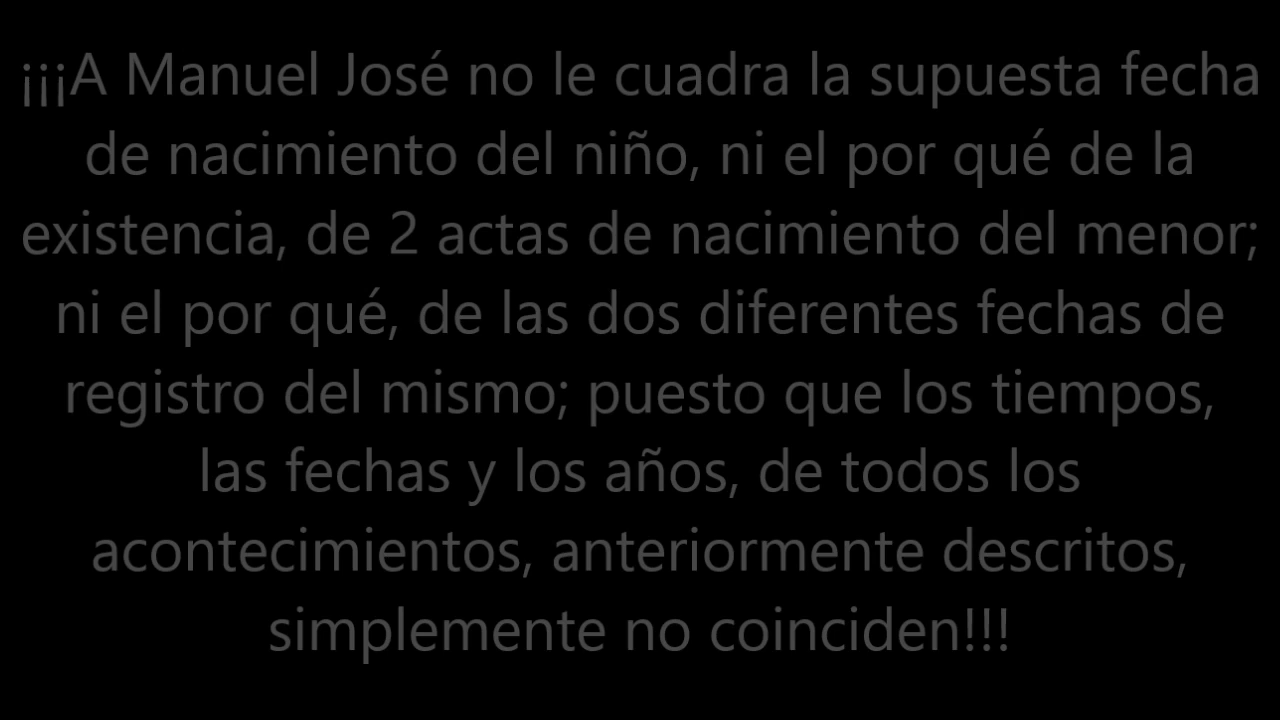 ¡¡¡A Manuel José no le cuadra la supuesta fecha
de nacimiento del niño, ni el por qué de la
existencia, de 2 actas de nacimiento del menor;
ni el por qué, de las dos diferentes fechas de
registro del mismo; puesto que los tiempos,
las fechas y los años, de todos los
acontecimientos, anteriormente descritos,
simplemente no coinciden!!!